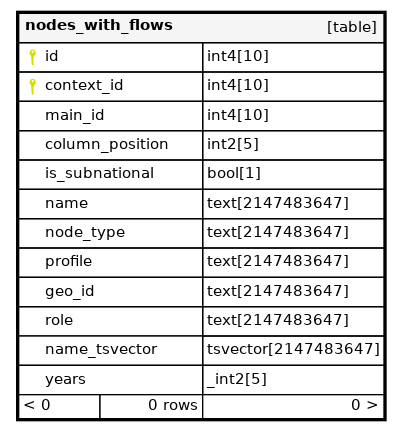 nodes_with_flows [table]
id int4[10]
context_id int4[10]
main_id int4[10]
column_position int2[5]
is_subnational bool[1]
name text[2147483647]
node_type text[2147483647]
profile text[2147483647]
geo_id text[2147483647]
role text[2147483647]
name_tsvector tsvector[2147483647]
years _int2[5]
< 0 0 rows 0 >